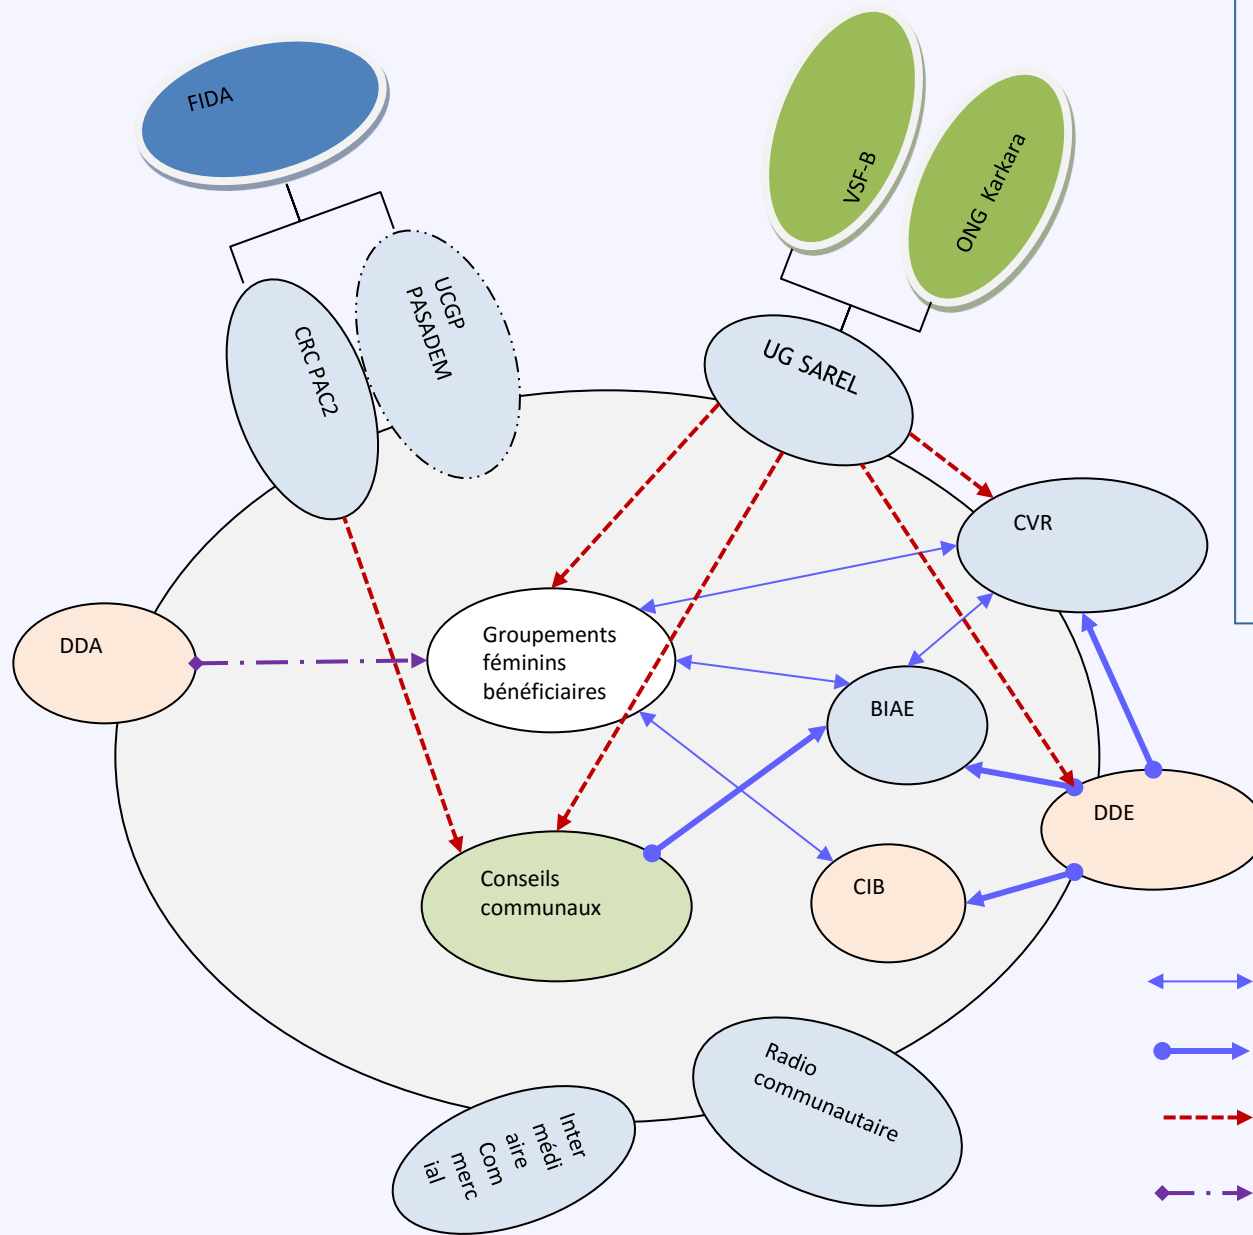 FIDA
VSF-B
ONG Karkara
UCGP
PASADEM
CRC PAC2
UG SAREL
CVR
DDA
Groupements
féminins
bénéficiaires
BIAE
DDE
Conseils
communaux
CIB
Radio
communautaire
Inter
médi
aire
Com
merc
ial